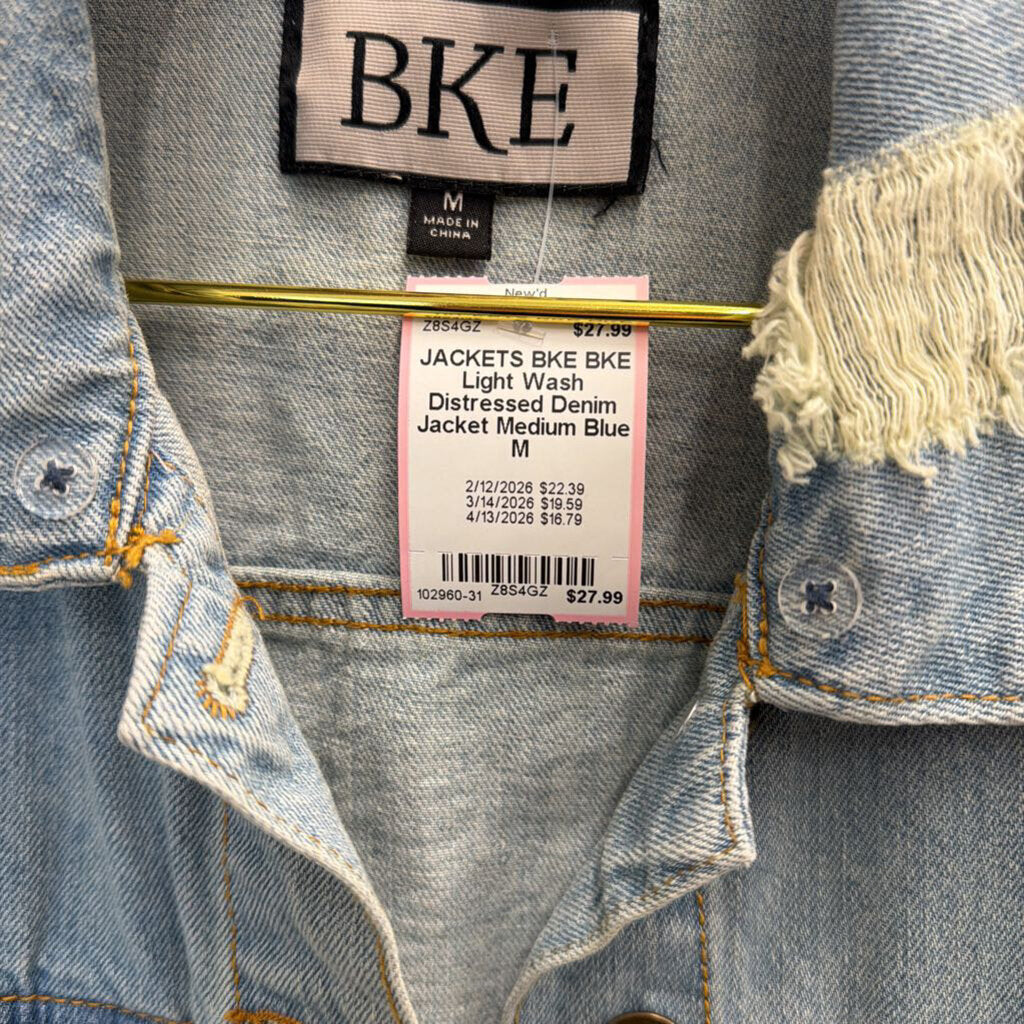 BKE
M
MADE IN
CHINA
New'd
Z8S4GZ $27.99
JACKETS BKE BKE
Light Wash
Distressed Denim
Jacket Medium Blue
M
2/12/2026 $22.39
3/14/2026 $19.59
4/13/2026 $16.79
102960-31 Z8S4GZ $27.99